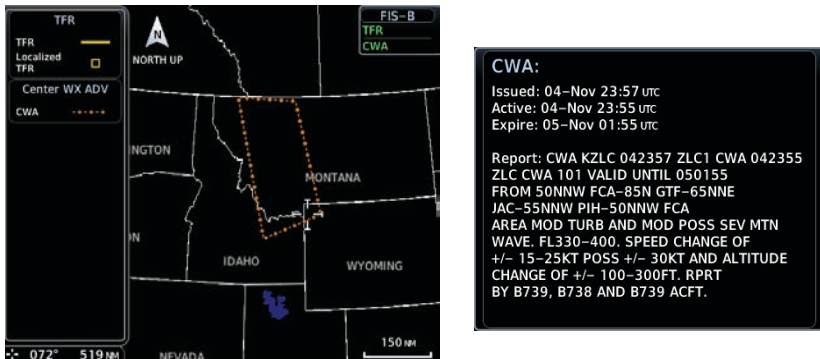 TFR
TFR
Localized
TFR
Center WX ADV
CWA
N
NORTH UP
FIS-B
TFR
CWA
NGTON
MONTANA
N
IDAHO
WYOMING
NEVADA
072° 519 NM
150 NM
CWA:
Issued: 04-Nov 23:57 UTC
Active: 04-Nov 23:55 UTC
Expire: 05-Nov 01:55 UTC
Report: CWA KZLC 042357 ZLC1 CWA 042355
ZLC CWA 101 VALID UNTIL 050155
FROM 50NNW FCA-85N GTF-65NNE
JAC-55NNW PIH-50NNW FCA
AREA MOD TURB AND MOD POSS SEV MTN
WAVE. FL330-400. SPEED CHANGE OF
+/- 15-25KT POSS +/- 30KT AND ALTITUDE
CHANGE OF +/- 100-300FT. RPRT
BY B739, B738 AND B739 ACFT.